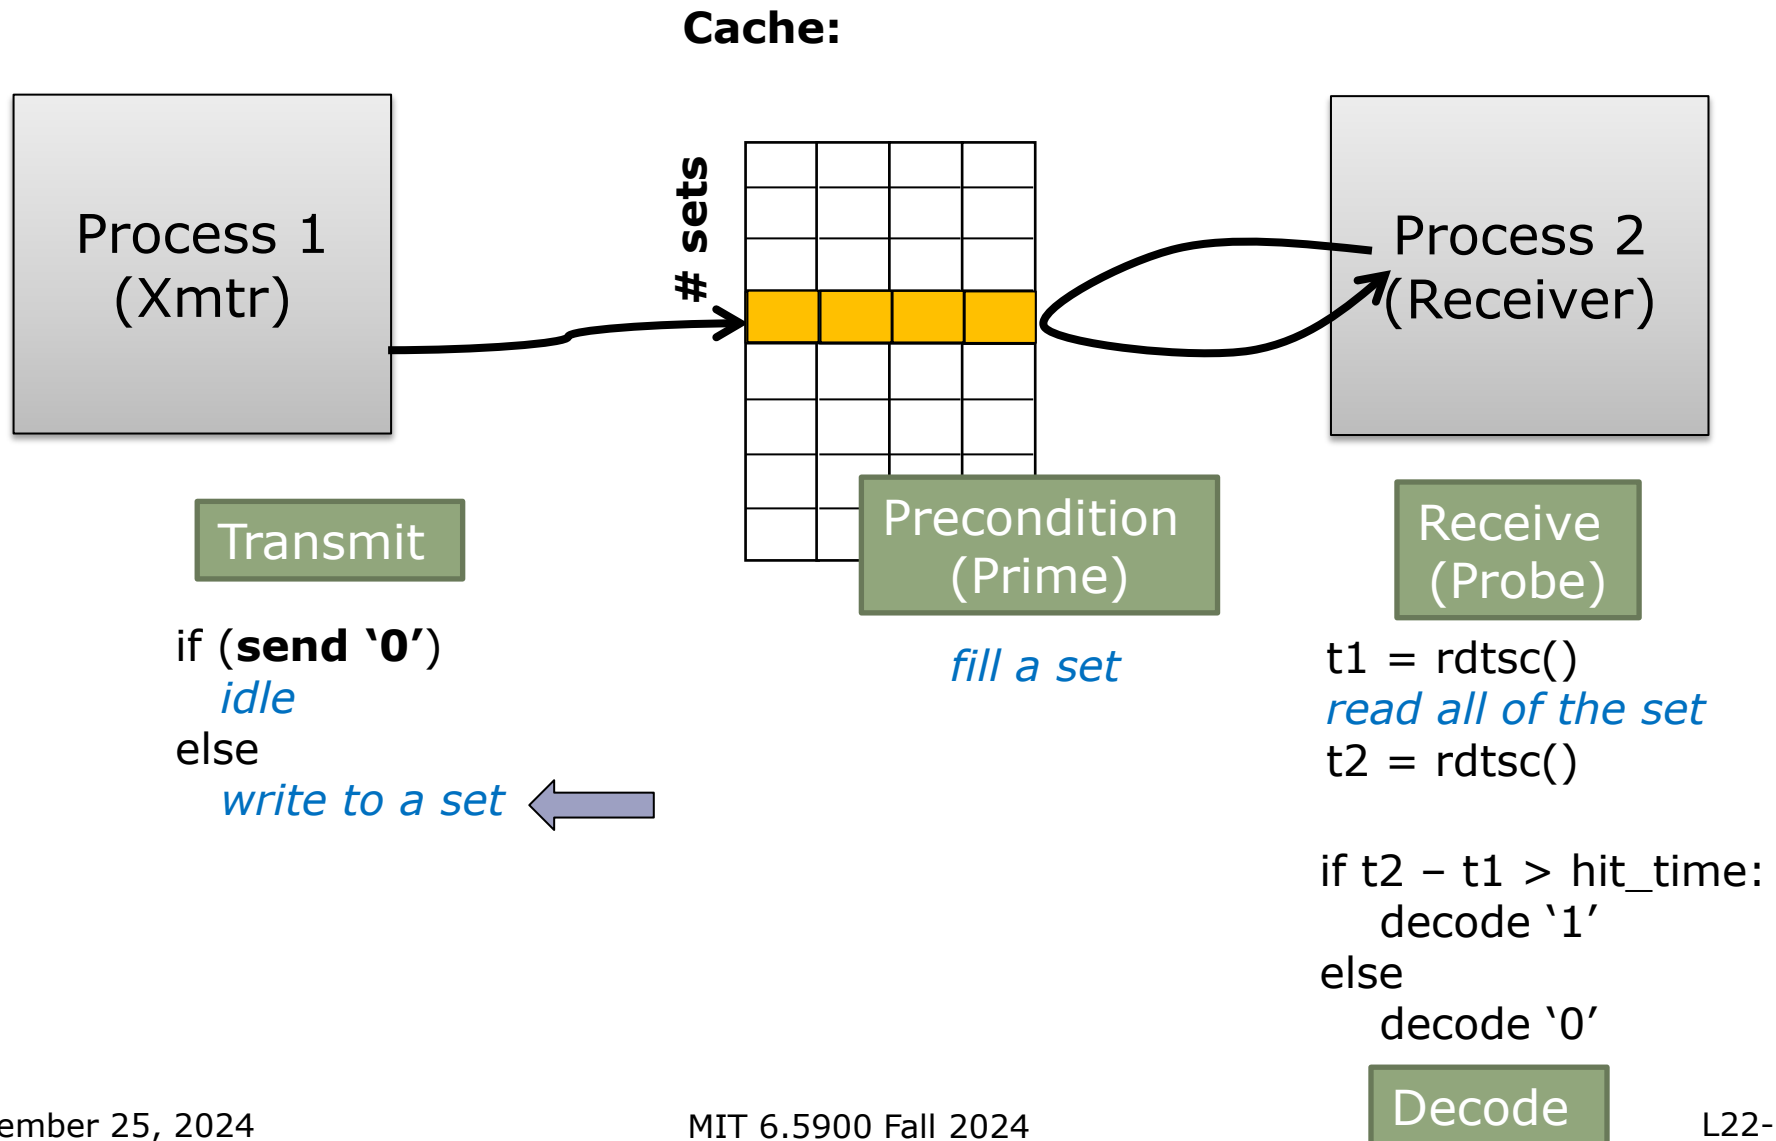 Cache:
# sets
Process 1
(Xmtr)
Process 2
(Receiver)
Transmit
if (send ‘0’)
idle
else
write to a set
Precondition
(Prime)
fill a set
Receive
(Probe)
t1 = rdtsc()
read all of the set
t2 = rdtsc()
if t2 – t1 > hit_time:
decode ‘1’
else
decode ‘0’
Decode
ember 25, 2024
MIT 6.5900 Fall 2024
L22-